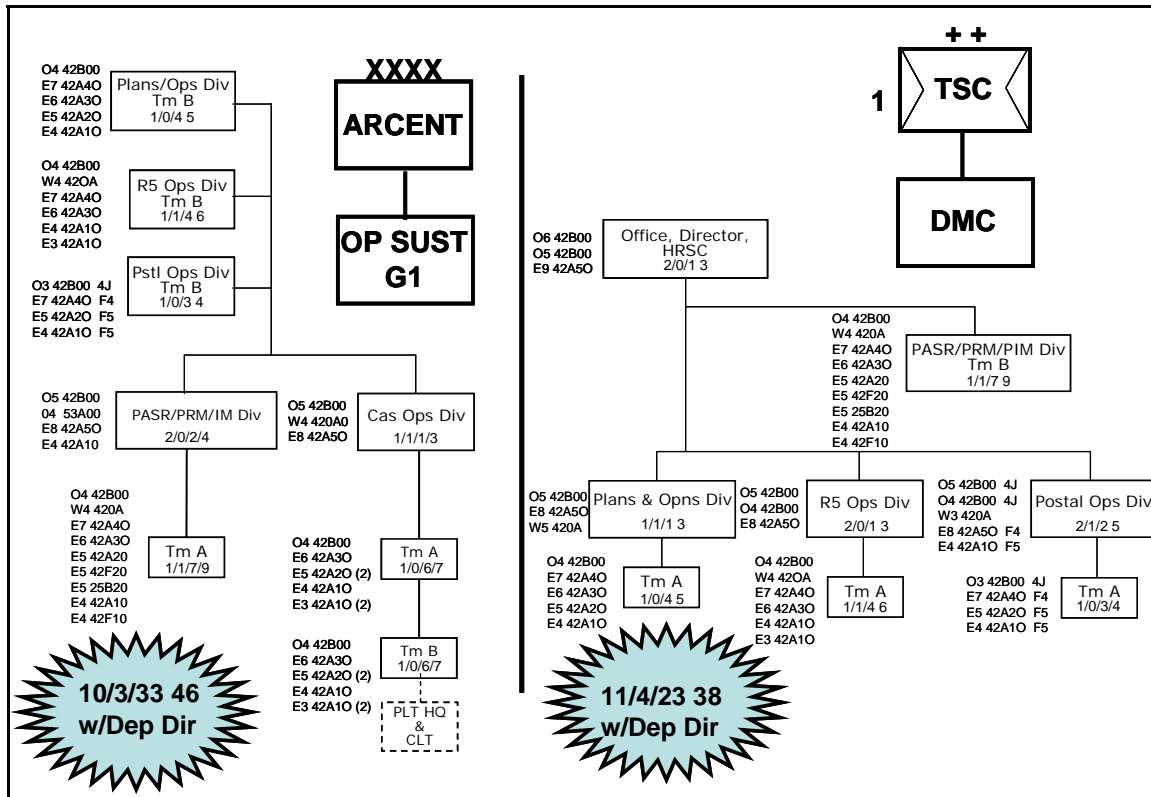 O4 42B00
E7 42A4O
E6 42A3O
E5 42A2O
E4 42A1O
Plans/Ops Div
Tm B
1/0/4 5
O4 42B00
W4 42OA
E7 42A4O
E6 42A3O
E4 42A1O
E3 42A1O
R5 Ops Div
Tm B
1/1/4 6
O3 42B00 4J
E7 42A4O F4
E5 42A2O F5
E4 42A1O F5
Pstl Ops Div
Tm B
1/0/3 4
XXXX
ARCENT
OP SUST
G1
O5 42B00
04 53A00
E8 42A5O
E4 42A10
PASR/PRM/IM Div
2/0/2/4
O5 42B00
W4 420A0
E8 42A5O
Cas Ops Div
1/1/1/3
O4 42B00
W4 420A
E7 42A4O
E6 42A3O
E5 42A20
E5 42F20
E5 25B20
E4 42A10
E4 42F10
Tm A
1/1/7/9
O4 42B00
E6 42A3O
E5 42A2O (2)
E4 42A1O
E3 42A1O (2)
Tm A
1/0/6/7
O4 42B00
E6 42A3O
E5 42A2O (2)
E4 42A1O
E3 42A1O (2)
Tm B
1/0/6/7
PLT HQ
&
CLT
10/3/33 46
w/Dep Dir
++
1
TSC
DMC
O6 42B00
O5 42B00
E9 42A5O
Office, Director,
HRSC
2/0/1 3
O4 42B00
W4 420A
E7 42A4O
E6 42A3O
E5 42A20
E5 42F20
E5 25B20
E4 42A10
E4 42F10
PASR/PRM/PIM Div
Tm B
1/1/7 9
O5 42B00
E8 42A5O
W5 420A
Plans & Opns Div
1/1/1 3
O5 42B00
O4 42B00
E8 42A5O
R5 Ops Div
2/0/1 3
O5 42B00 4J
O4 42B00 4J
W3 420A
E8 42A5O F4
E4 42A1O F5
Postal Ops Div
2/1/2 5
O4 42B00
E7 42A4O
E6 42A3O
E5 42A2O
E4 42A1O
Tm A
1/0/4 5
O4 42B00
W4 42OA
E7 42A4O
E6 42A3O
E4 42A1O
E3 42A1O
Tm A
1/1/4 6
O3 42B00 4J
E7 42A4O F4
E5 42A2O F5
E4 42A1O F5
Tm A
1/0/3/4
11/4/23 38
w/Dep Dir